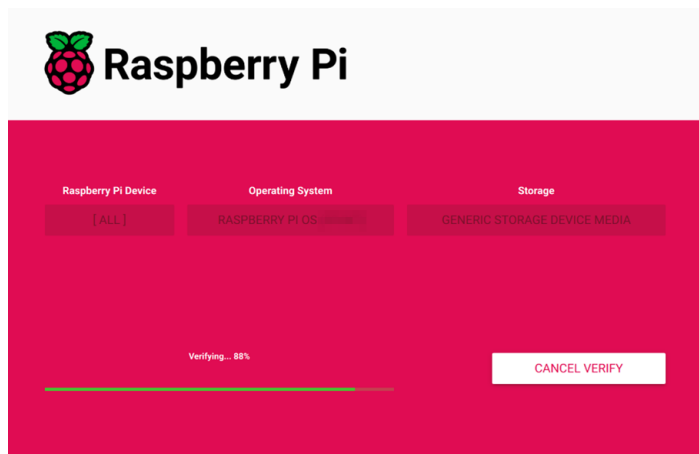 Raspberry Pi
Raspberry Pi Device
Operating System
Storage
[ ALL ]
RASPBERRY PI OS
GENERIC STORAGE DEVICE MEDIA
Verifying... 88%
CANCEL VERIFY